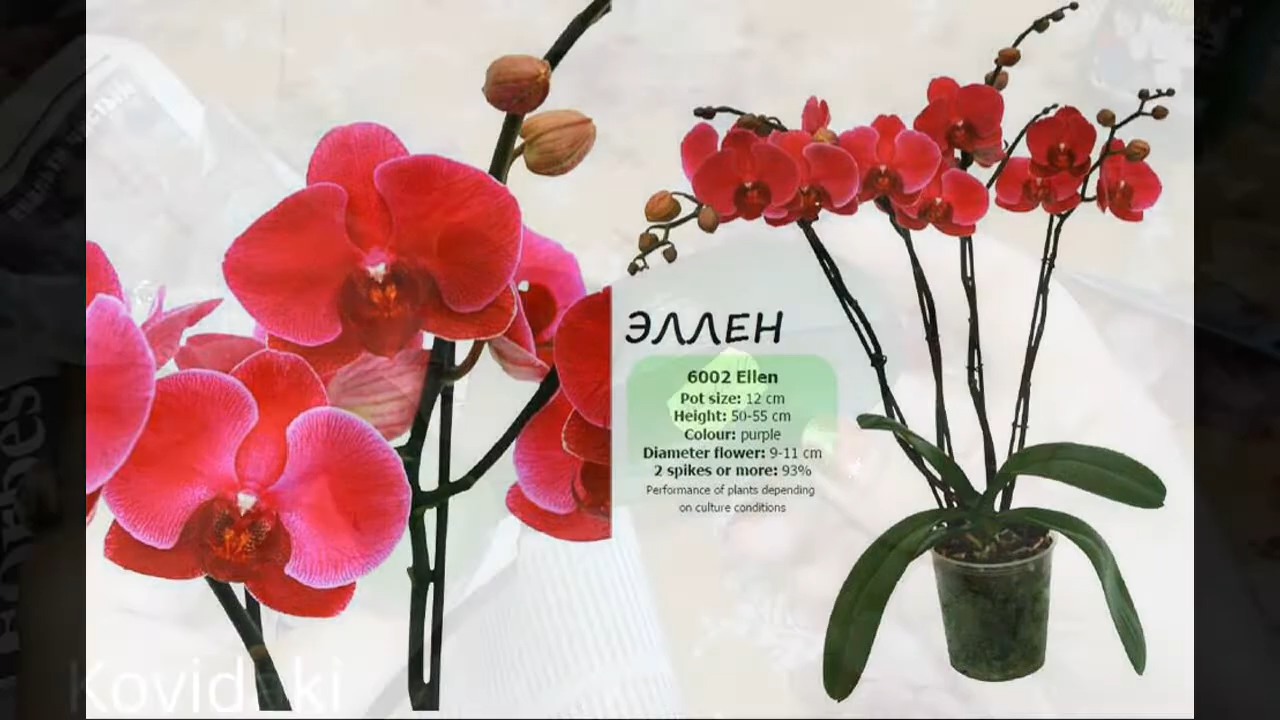 ЭЛЛЕН
6002 Ellen
Pot size: 12 cm
Height: 50-55 cm
Colour: purple
Diameter flower: 9-11 cm
2 spikes or more: 93%
Performance of plants depending
on culture conditions